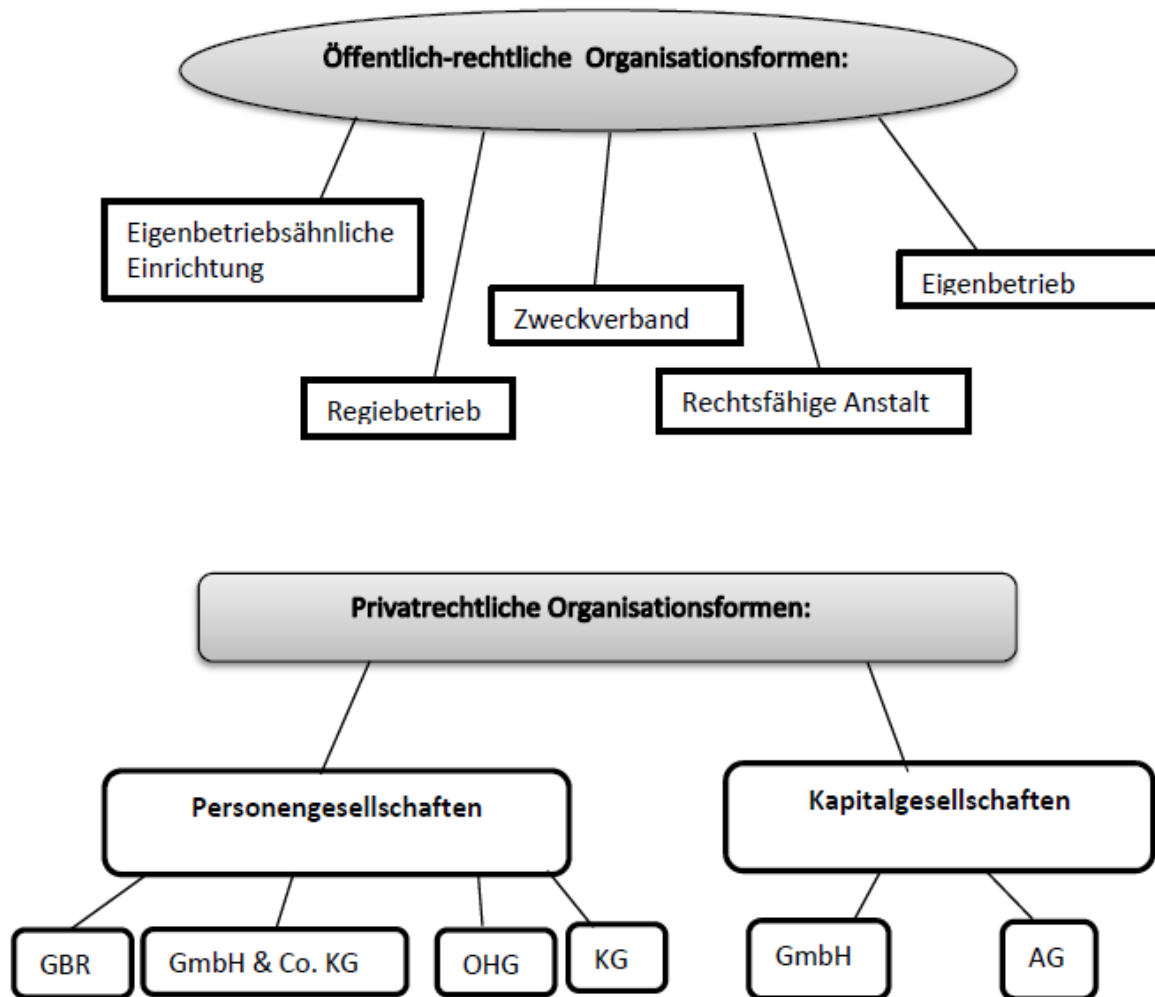 Öffentlich-rechtliche Organisationsformen:
Eigenbetriebsähnliche
Einrichtung
Eigenbetrieb
Zweckverband
Regiebetrieb
Rechtsfähige Anstalt
Privatrechtliche Organisationsformen:
Personengesellschaften
Kapitalgesellschaften
GBR
GmbH & Co. KG
OHG
KG
GmbH
AG